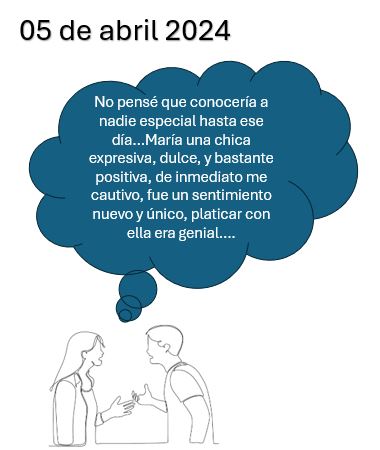 05 de abril 2024
No pensé que conocería a
nadie especial hasta ese
día...María una chica
expresiva, dulce, y bastante
positiva, de inmediato me
cautivo, fue un sentimiento
nuevo y único, platicar con
ella era genial....